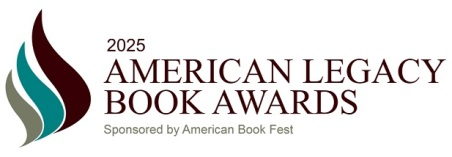 2025
AMERICAN LEGACY
BOOK AWARDS
Sponsored by American Book Fest